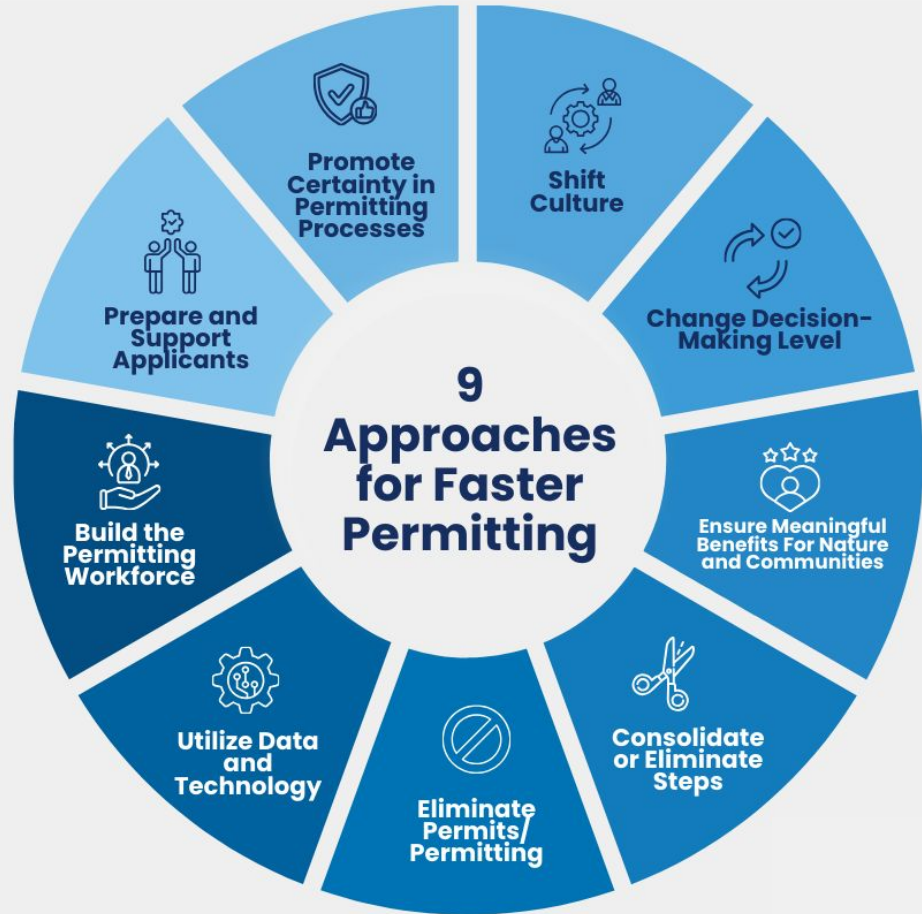 9
Approaches
for Faster
Permitting
Shift
Culture
Change Decision-
Making Level
Ensure Meaningful
Benefits For Nature
and Communities
Consolidate
or Eliminate
Steps
Eliminate
Permits/
Permitting
Utilize Data
and
Technology
Build the
Permitting
Workforce
Prepare and
Support
Applicants
Promote
Certainty in
Permitting
Processes